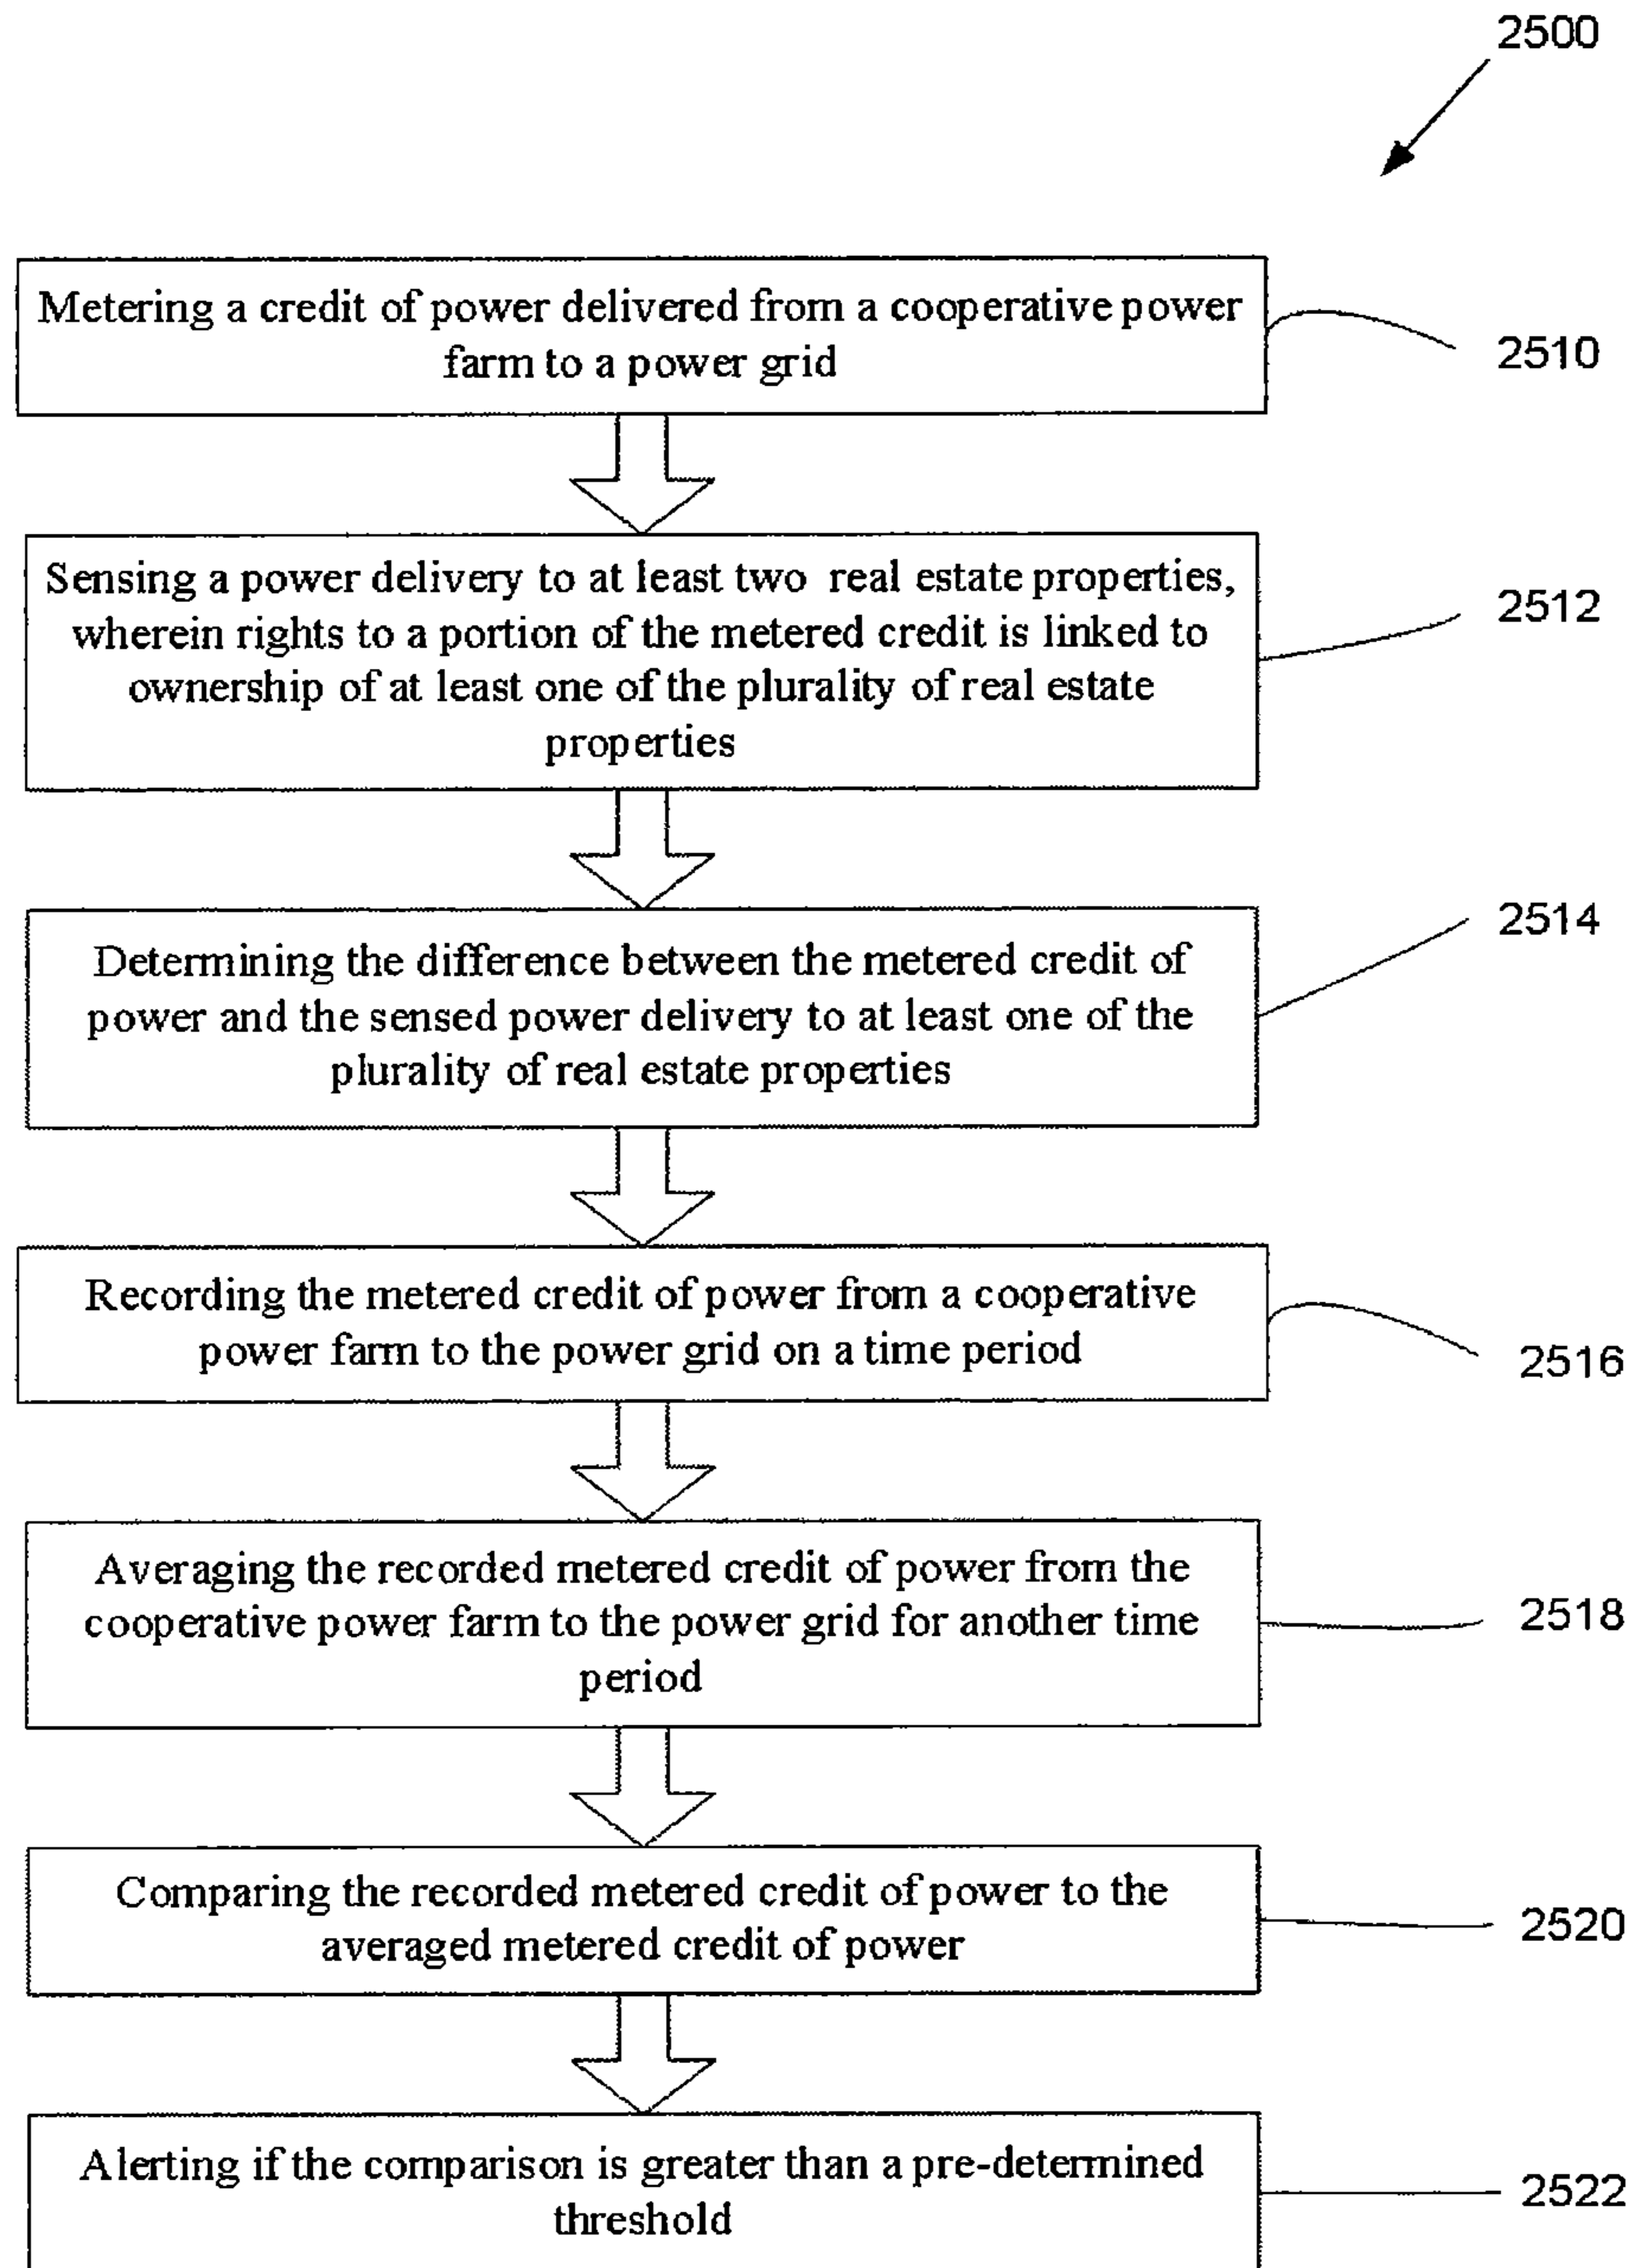 2500
Metering a credit of power delivered from a cooperative power
farm to a power grid
2510
Sensing a power delivery to at least two real estate properties,
wherein rights to a portion of the metered credit is linked to
ownership of at least one of the plurality of real estate
properties
2512
Determining the difference between the metered credit of
power and the sensed power delivery to at least one of the
plurality of real estate properties
2514
Recording the metered credit of power from a cooperative
power farm to the power grid on a time period
2516
Averaging the recorded metered credit of power from the
cooperative power farm to the power grid for another time
period
2518
Comparing the recorded metered credit of power to the
averaged metered credit of power
2520
Alerting if the comparison is greater than a pre-determined
threshold
2522